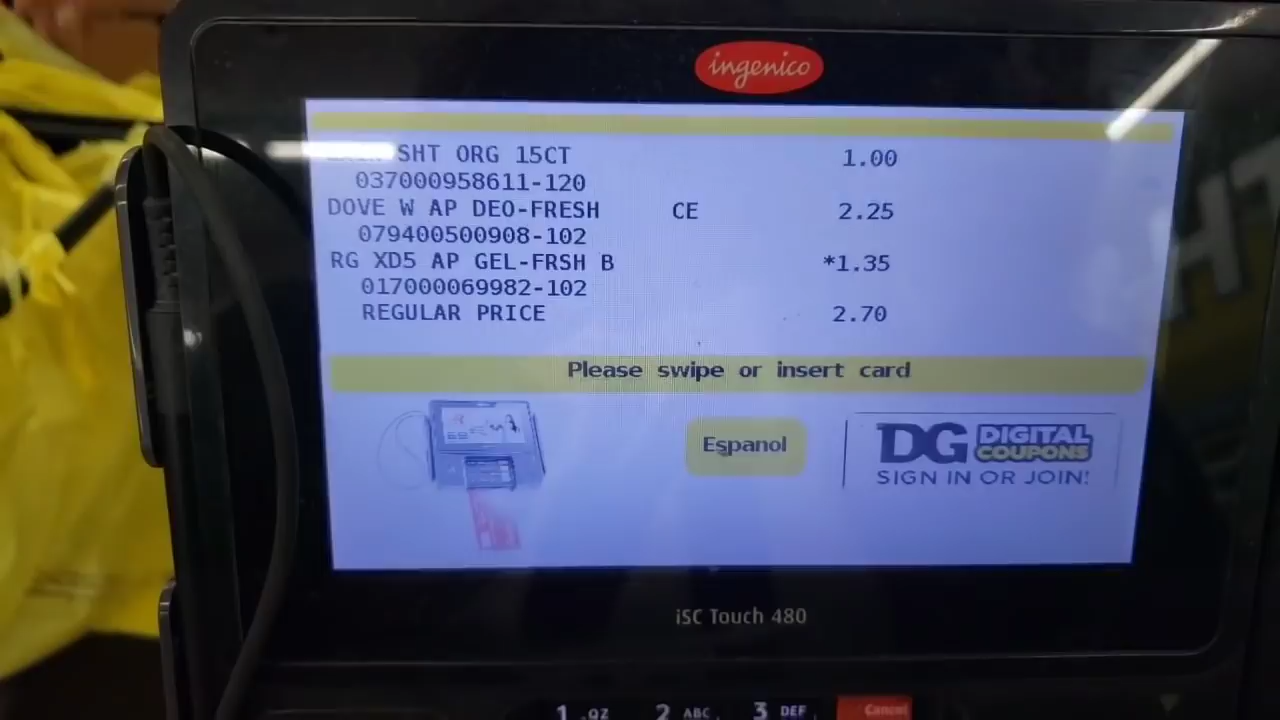 ingenico
SHT ORG 15CT 1.00
037000958611-120
DOVE W AP DEO-FRESH CE 2.25
079400500908-102
RG XD5 AP GEL-FRSH B *1.35
017000069982-102
REGULAR PRICE 2.70
Please swipe or insert card
Espanol
DG DIGITAL COUPONS
SIGN IN OR JOIN!
iSC Touch 480
1 .QZ 2 ABC 3 DEF Cancel